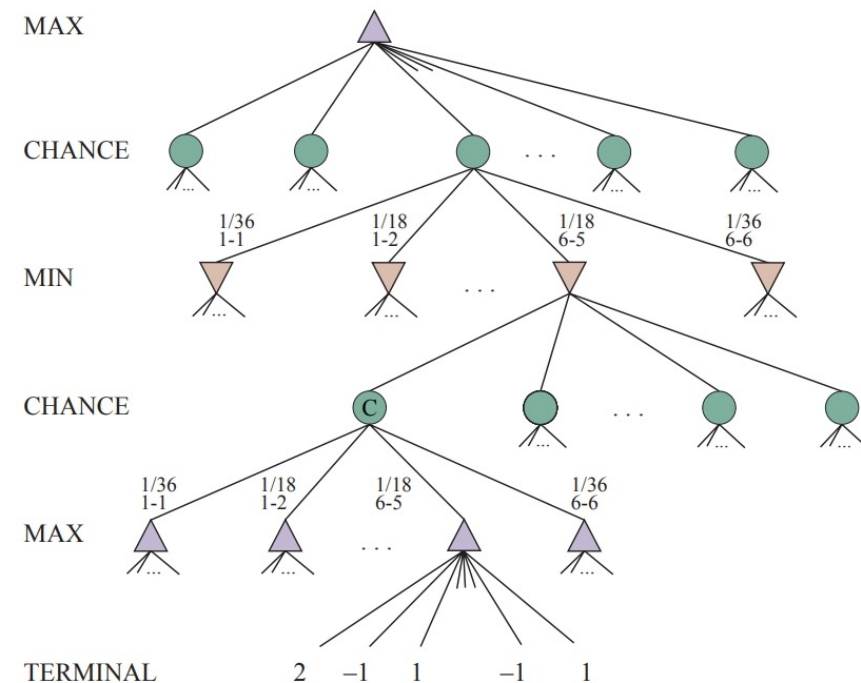 MAX
CHANCE
. . .
... ... ... ... ...
1/36 1/18 1/18 1/36
1-1 1-2 6-5 6-6
MIN
. . .
... ... ...
CHANCE C
. . .
... ... ...
1/36 1/18 1/18 1/36
1-1 1-2 6-5 6-6
MAX
. . .
... ... ...
TERMINAL 2 –1 1 –1 1